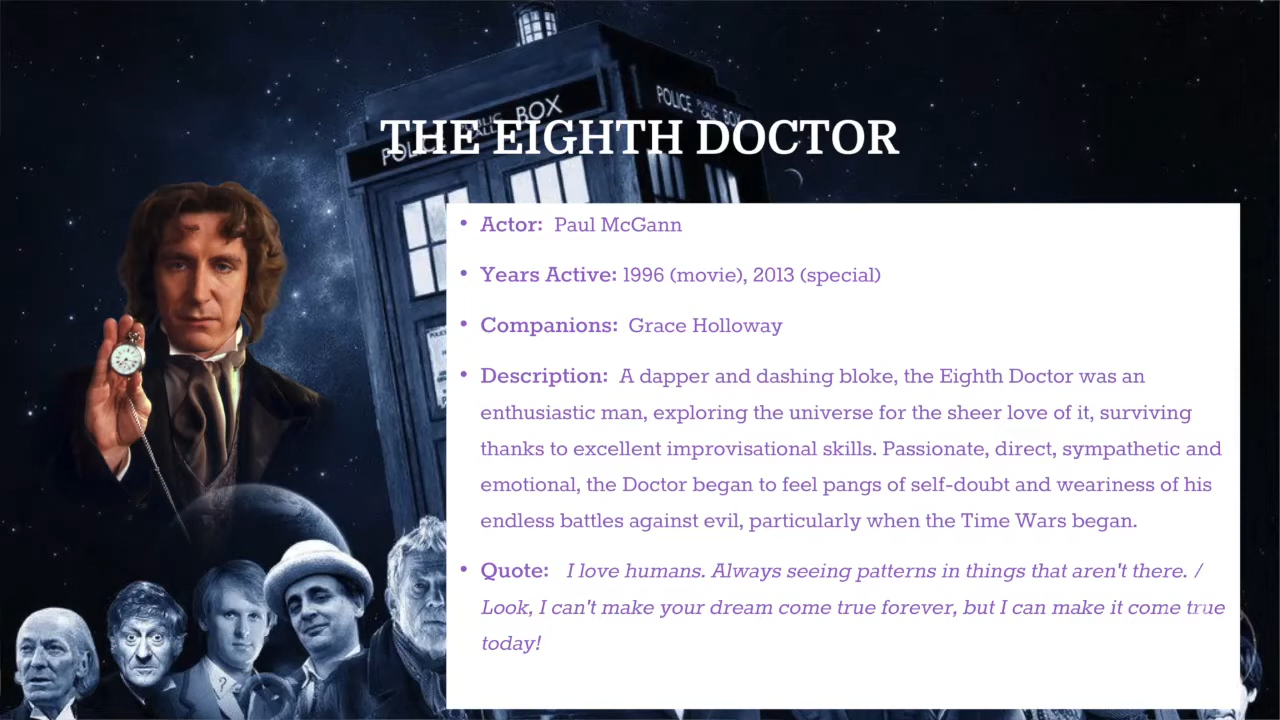 POLICE PUBLIC CALL BOX
POLICE PUBLIC CALL BOX
THE EIGHTH DOCTOR
• Actor: Paul McGann
• Years Active: 1996 (movie), 2013 (special)
• Companions: Grace Holloway
• Description: A dapper and dashing bloke, the Eighth Doctor was an
enthusiastic man, exploring the universe for the sheer love of it, surviving
thanks to excellent improvisational skills. Passionate, direct, sympathetic and
emotional, the Doctor began to feel pangs of self-doubt and weariness of his
endless battles against evil, particularly when the Time Wars began.
• Quote: I love humans. Always seeing patterns in things that aren't there. /
Look, I can't make your dream come true forever, but I can make it come true
today!